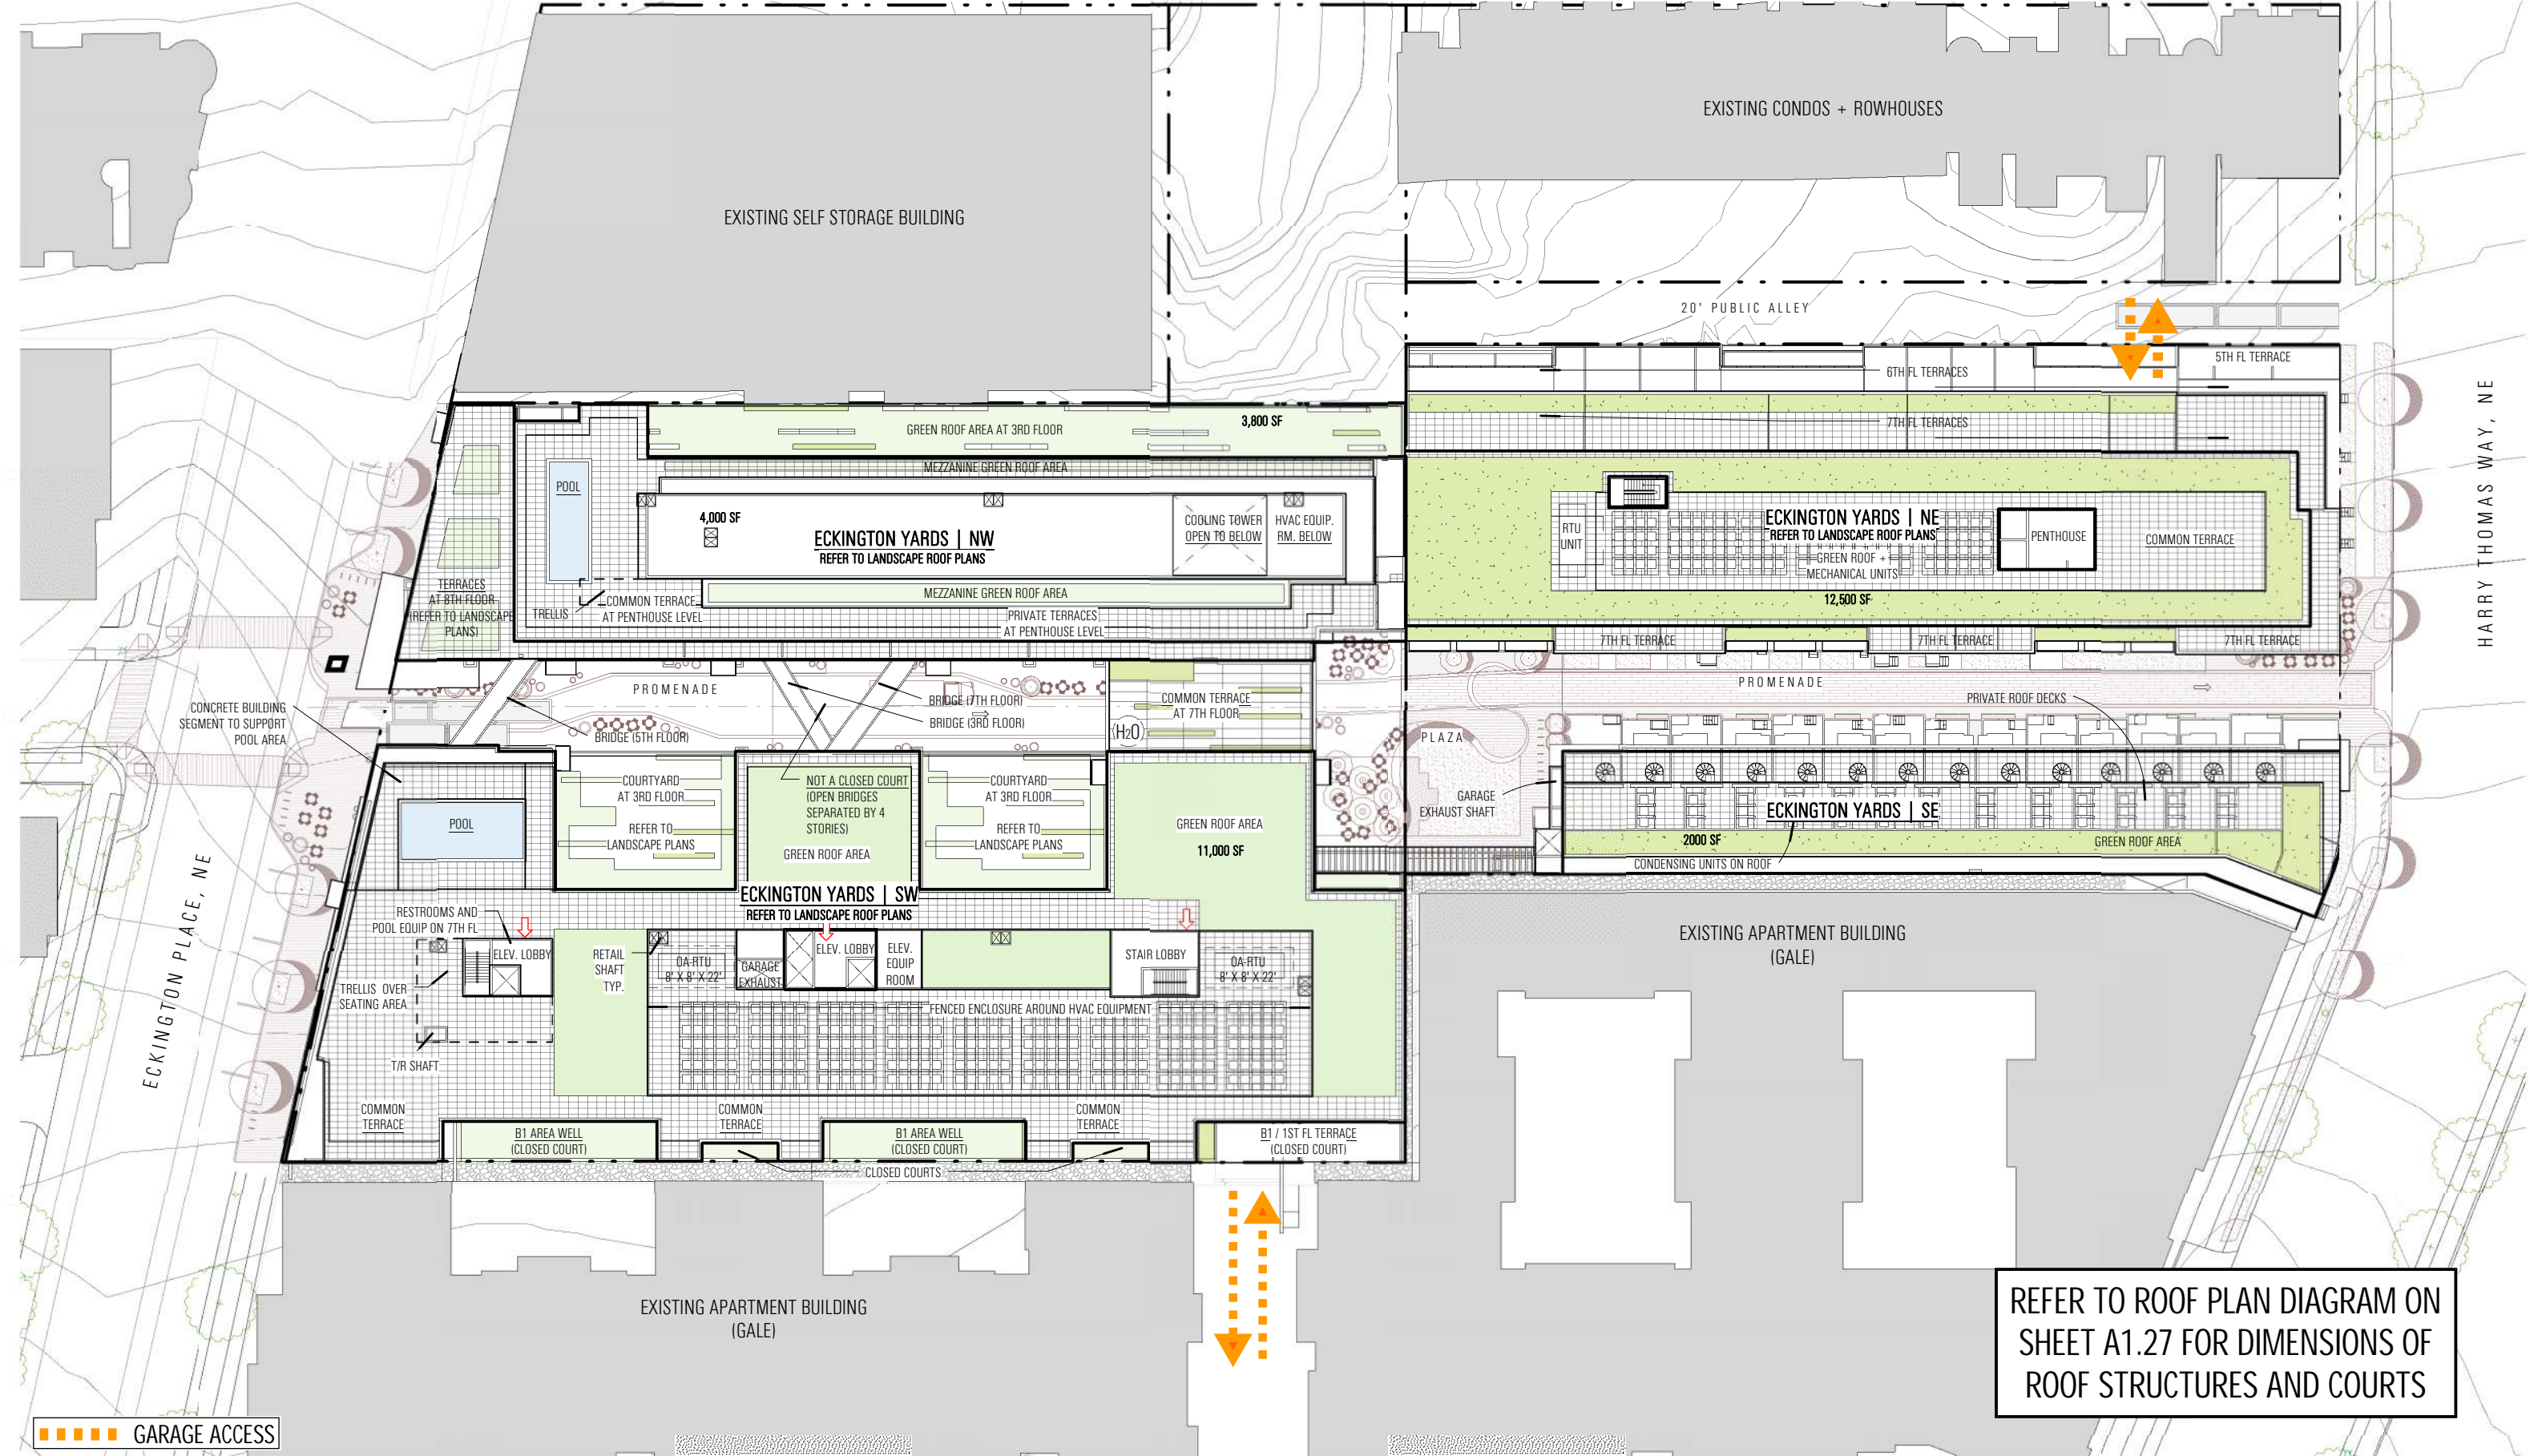 EXISTING CONDOS + ROWHOUSES
EXISTING SELF STORAGE BUILDING
20' PUBLIC ALLEY
5TH FL TERRACE
6TH FL TERRACES
7TH FL TERRACES
HARRY THOMAS WAY, NE
GREEN ROOF AREA AT 3RD FLOOR
3,800 SF
MEZZANINE GREEN ROOF AREA
POOL
4,000 SF
ECKINGTON YARDS | NW
REFER TO LANDSCAPE ROOF PLANS
COOLING TOWER
OPEN TO BELOW
HVAC EQUIP.
RM. BELOW
RTU
UNIT
ECKINGTON YARDS | NE
REFER TO LANDSCAPE ROOF PLANS
GREEN ROOF +
MECHANICAL UNITS
PENTHOUSE
COMMON TERRACE
12,500 SF
TERRACES
AT 8TH FLOOR
(REFER TO LANDSCAPE
PLANS)
TRELLIS
COMMON TERRACE
AT PENTHOUSE LEVEL
MEZZANINE GREEN ROOF AREA
PRIVATE TERRACES
AT PENTHOUSE LEVEL
7TH FL TERRACE
7TH FL TERRACE
7TH FL TERRACE
PROMENADE
BRIDGE (7TH FLOOR)
BRIDGE (3RD FLOOR)
BRIDGE (5TH FLOOR)
COMMON TERRACE
AT 7TH FLOOR
(H2O)
PROMENADE
PRIVATE ROOF DECKS
PLAZA
CONCRETE BUILDING
SEGMENT TO SUPPORT
POOL AREA
POOL
COURTYARD
AT 3RD FLOOR
REFER TO
LANDSCAPE PLANS
NOT A CLOSED COURT
(OPEN BRIDGES
SEPARATED BY 4
STORIES)
GREEN ROOF AREA
COURTYARD
AT 3RD FLOOR
REFER TO
LANDSCAPE PLANS
GREEN ROOF AREA
11,000 SF
GARAGE
EXHAUST SHAFT
ECKINGTON YARDS | SE
2000 SF
GREEN ROOF AREA
CONDENSING UNITS ON ROOF
ECKINGTON YARDS | SW
REFER TO LANDSCAPE ROOF PLANS
ECKINGTON PLACE, NE
RESTROOMS AND
POOL EQUIP ON 7TH FL
ELEV. LOBBY
TRELLIS OVER
SEATING AREA
T/R SHAFT
RETAIL
SHAFT
TYP.
OA-RTU
8' X 8' X 22'
GARAGE
EXHAUST
ELEV. LOBBY
ELEV.
EQUIP
ROOM
STAIR LOBBY
OA-RTU
8' X 8' X 22'
FENCED ENCLOSURE AROUND HVAC EQUIPMENT
EXISTING APARTMENT BUILDING
(GALE)
COMMON
TERRACE
B1 AREA WELL
(CLOSED COURT)
COMMON
TERRACE
B1 AREA WELL
(CLOSED COURT)
COMMON
TERRACE
B1 / 1ST FL TERRACE
(CLOSED COURT)
CLOSED COURTS
EXISTING APARTMENT BUILDING
(GALE)
REFER TO ROOF PLAN DIAGRAM ON
SHEET A1.27 FOR DIMENSIONS OF
ROOF STRUCTURES AND COURTS
GARAGE ACCESS